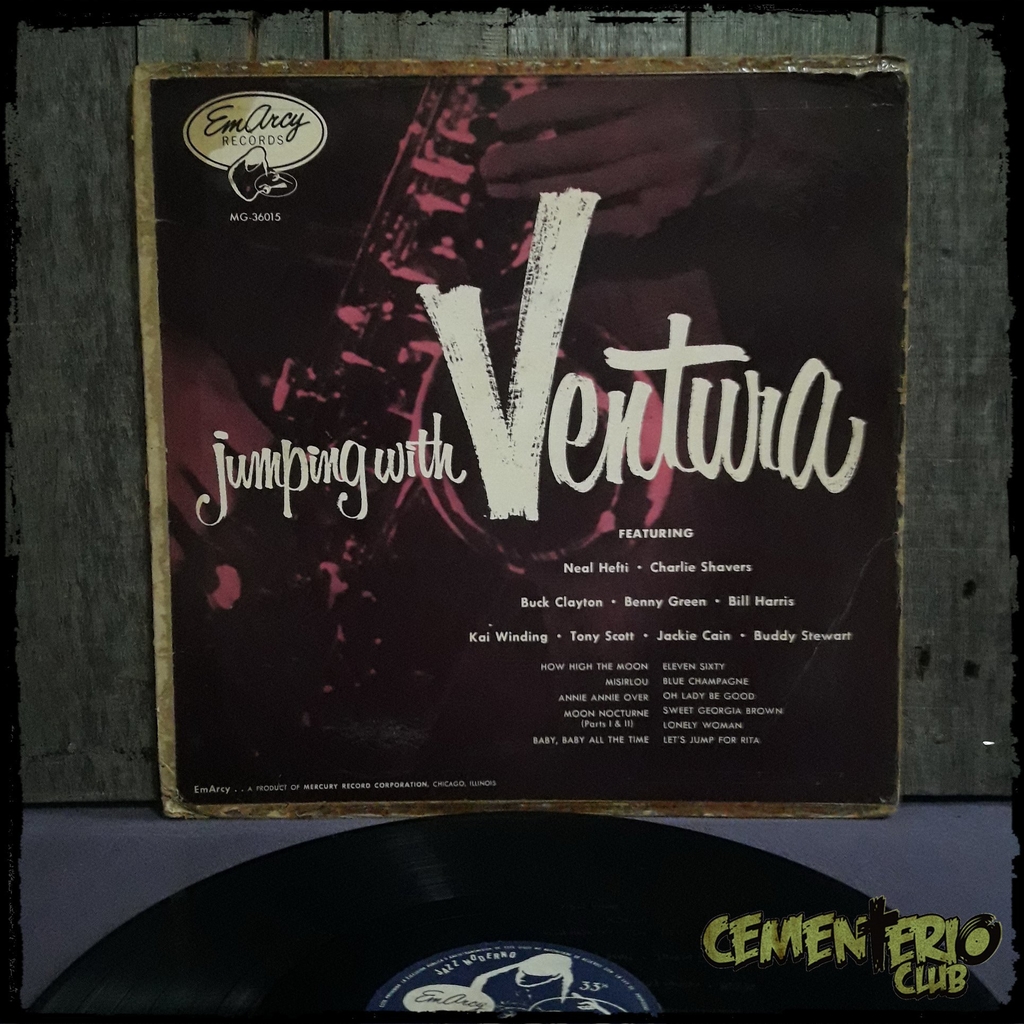 EmArcy
RECORDS
MG-36015
jumping with Ventura
FEATURING
Neal Hefti • Charlie Shavers
Buck Clayton • Benny Green • Bill Harris
Kai Winding • Tony Scott • Jackie Cain • Buddy Stewart
HOW HIGH THE MOON
MISIRLOU
ANNIE ANNIE OVER
MOON NOCTURNE
(Parts I & II)
BABY, BABY ALL THE TIME
ELEVEN SIXTY
BLUE CHAMPAGNE
OH LADY BE GOOD
SWEET GEORGIA BROWN
LONELY WOMAN
LET'S JUMP FOR RITA
EmArcy . . A PRODUCT OF MERCURY RECORD CORPORATION, CHICAGO, ILLINOIS
JAZZ MODERNO
EmArcy
33
CEMENTERIO
CLUB